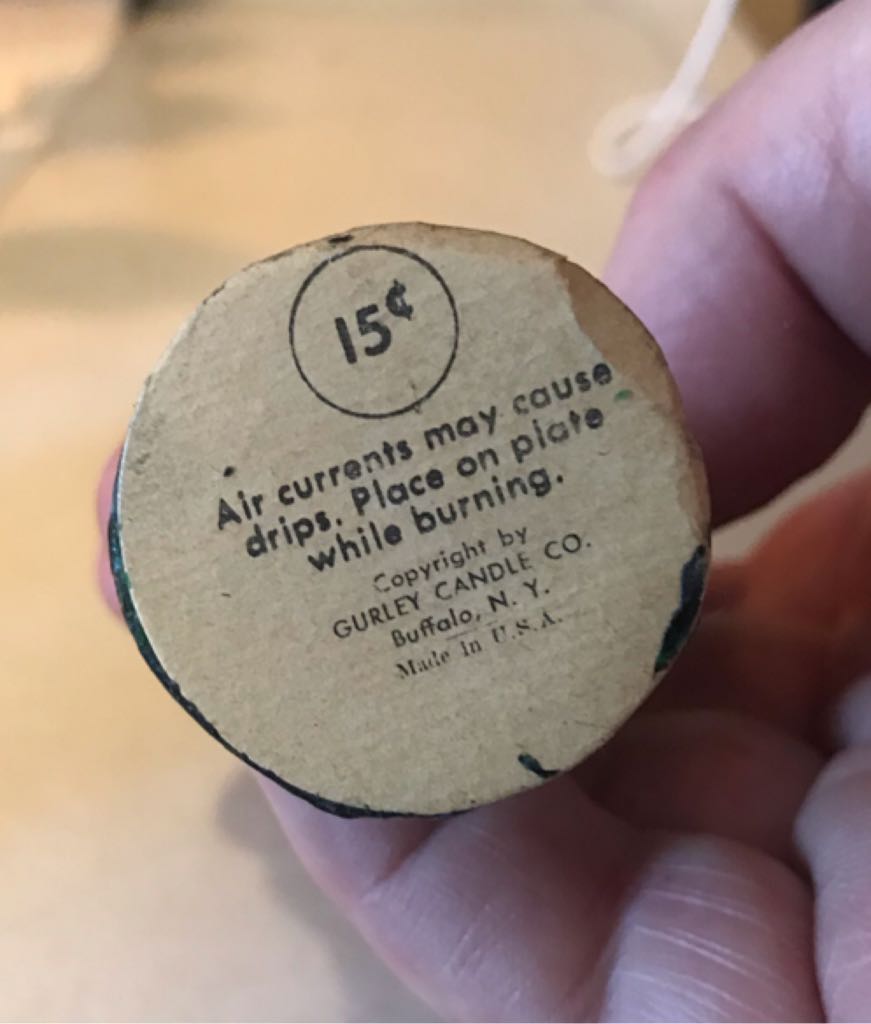 15¢
Air currents may cause
drips. Place on plate
while burning.
Copyright by
GURLEY CANDLE CO.
Buffalo, N. Y.
Made in U.S.A.